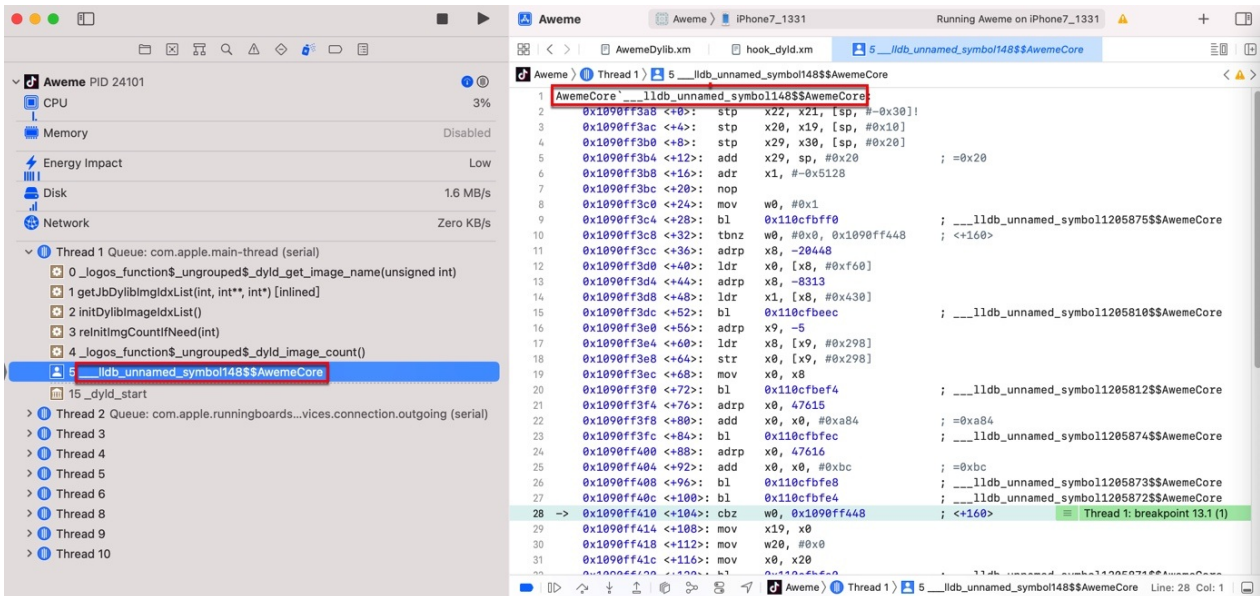 Aweme
Aweme 〉 iPhone7_1331
Running Aweme on iPhone7_1331
AwemeDylib.xm
hook_dyld.xm
5 ___lldb_unnamed_symbol148$$AwemeCore
Aweme PID 24101
CPU
3%
Memory
Disabled
Energy Impact
Low
Disk
1.6 MB/s
Network
Zero KB/s
Thread 1 Queue: com.apple.main-thread (serial)
0 _logos_function$_ungrouped$_dyld_get_image_name(unsigned int)
1 getJbDylibImgIdxList(int, int**, int*) [inlined]
2 initDylibImageIdxList()
3 reInitImgCountIfNeed(int)
4 _logos_function$_ungrouped$_dyld_image_count()
5 ___lldb_unnamed_symbol148$$AwemeCore
15 _dyld_start
Thread 2 Queue: com.apple.runningboards...vices.connection.outgoing (serial)
Thread 3
Thread 4
Thread 5
Thread 6
Thread 8
Thread 9
Thread 10
Aweme 〉 Thread 1 〉 5 ___lldb_unnamed_symbol148$$AwemeCore
1 AwemeCore`___lldb_unnamed_symbol148$$AwemeCore:
2 0x1090ff3a8 <+0>: stp x22, x21, [sp, #-0x30]!
3 0x1090ff3ac <+4>: stp x20, x19, [sp, #0x10]
4 0x1090ff3b0 <+8>: stp x29, x30, [sp, #0x20]
5 0x1090ff3b4 <+12>: add x29, sp, #0x20 ; =0x20
6 0x1090ff3b8 <+16>: adr x1, #-0x5128
7 0x1090ff3bc <+20>: nop
8 0x1090ff3c0 <+24>: mov w0, #0x1
9 0x1090ff3c4 <+28>: bl 0x110cfbff0 ; ___lldb_unnamed_symbol1205875$$AwemeCore
10 0x1090ff3c8 <+32>: tbnz w0, #0x0, 0x1090ff448 ; <+160>
11 0x1090ff3cc <+36>: adrp x8, -20448
12 0x1090ff3d0 <+40>: ldr x0, [x8, #0xf60]
13 0x1090ff3d4 <+44>: adrp x8, -8313
14 0x1090ff3d8 <+48>: ldr x1, [x8, #0x430]
15 0x1090ff3dc <+52>: bl 0x110cfbeec ; ___lldb_unnamed_symbol1205810$$AwemeCore
16 0x1090ff3e0 <+56>: adrp x9, -5
17 0x1090ff3e4 <+60>: ldr x8, [x9, #0x298]
18 0x1090ff3e8 <+64>: str x0, [x9, #0x298]
19 0x1090ff3ec <+68>: mov x0, x8
20 0x1090ff3f0 <+72>: bl 0x110cfbef4 ; ___lldb_unnamed_symbol1205812$$AwemeCore
21 0x1090ff3f4 <+76>: adrp x0, 47615
22 0x1090ff3f8 <+80>: add x0, x0, #0xa84 ; =0xa84
23 0x1090ff3fc <+84>: bl 0x110cfbfec ; ___lldb_unnamed_symbol1205874$$AwemeCore
24 0x1090ff400 <+88>: adrp x0, 47616
25 0x1090ff404 <+92>: add x0, x0, #0xbc ; =0xbc
26 0x1090ff408 <+96>: bl 0x110cfbfe8 ; ___lldb_unnamed_symbol1205873$$AwemeCore
27 0x1090ff40c <+100>: bl 0x110cfbfe4 ; ___lldb_unnamed_symbol1205872$$AwemeCore
28 -> 0x1090ff410 <+104>: cbz w0, 0x1090ff448 ; <+160> Thread 1: breakpoint 13.1 (1)
29 0x1090ff414 <+108>: mov x19, x0
30 0x1090ff418 <+112>: mov w20, #0x0
31 0x1090ff41c <+116>: mov x0, x20
Aweme 〉 Thread 1 〉 5 ___lldb_unnamed_symbol148$$AwemeCore Line: 28 Col: 1